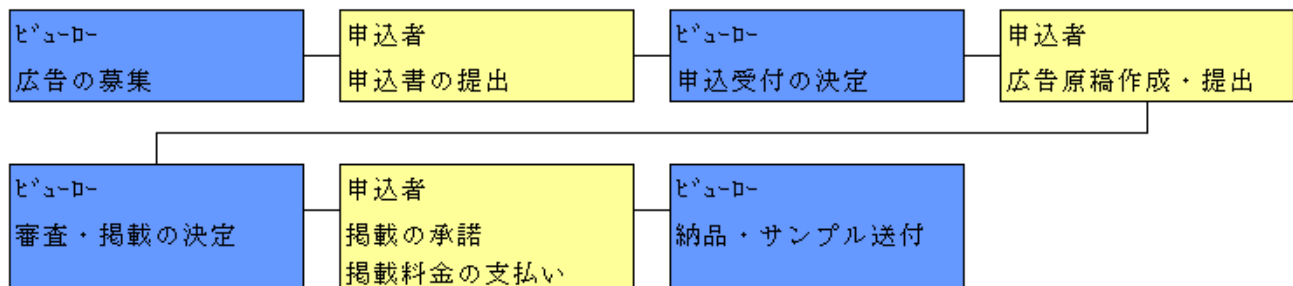 ﾋﾞｭｰﾛｰ
広告の募集
申込者
申込書の提出
ﾋﾞｭｰﾛｰ
申込受付の決定
申込者
広告原稿作成・提出
ﾋﾞｭｰﾛｰ
審査・掲載の決定
申込者
掲載の承諾
掲載料金の支払い
ﾋﾞｭｰﾛｰ
納品・サンプル送付